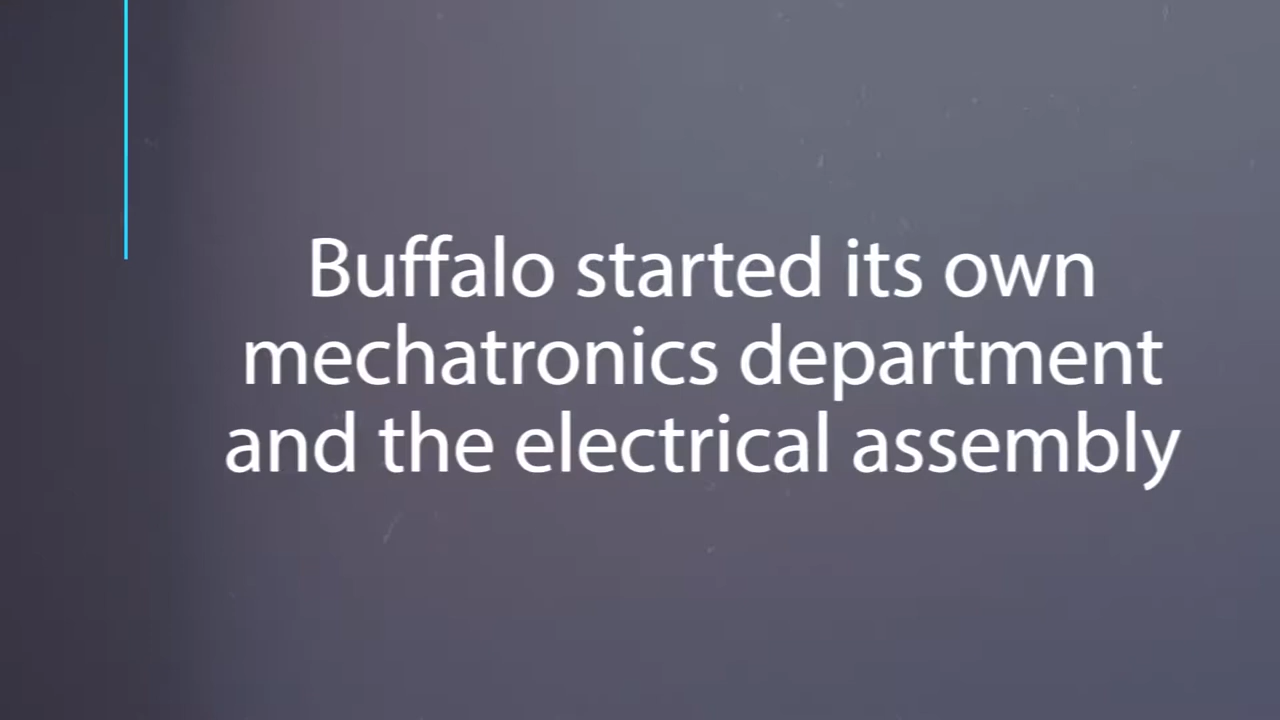 Buffalo started its own
mechatronics department
and the electrical assembly